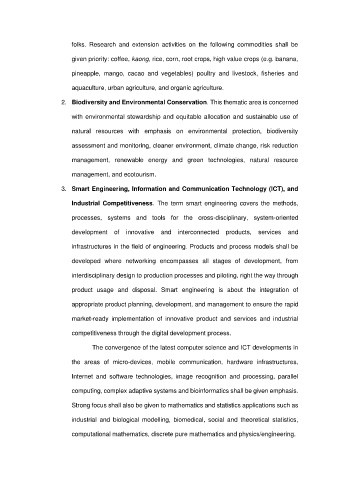 folks. Research and extension activities on the following commodities shall be
given priority: coffee, kaong, rice, corn, root crops, high value crops (e.g. banana,
pineapple, mango, cacao and vegetables) poultry and livestock, fisheries and
aquaculture, urban agriculture, and organic agriculture.
2. Biodiversity and Environmental Conservation. This thematic area is concerned
with environmental stewardship and equitable allocation and sustainable use of
natural resources with emphasis on environmental protection, biodiversity
assessment and monitoring, cleaner environment, climate change, risk reduction
management, renewable energy and green technologies, natural resource
management, and ecotourism.
3. Smart Engineering, Information and Communication Technology (ICT), and
Industrial Competitiveness. The term smart engineering covers the methods,
processes, systems and tools for the cross-disciplinary, system-oriented
development of innovative and interconnected products, services and
infrastructures in the field of engineering. Products and process models shall be
developed where networking encompasses all stages of development, from
interdisciplinary design to production processes and piloting, right the way through
product usage and disposal. Smart engineering is about the integration of
appropriate product planning, development, and management to ensure the rapid
market-ready implementation of innovative product and services and industrial
competitiveness through the digital development process.
The convergence of the latest computer science and ICT developments in
the areas of micro-devices, mobile communication, hardware infrastructures,
Internet and software technologies, image recognition and processing, parallel
computing, complex adaptive systems and bioinformatics shall be given emphasis.
Strong focus shall also be given to mathematics and statistics applications such as
industrial and biological modelling, biomedical, social and theoretical statistics,
computational mathematics, discrete pure mathematics and physics/engineering.